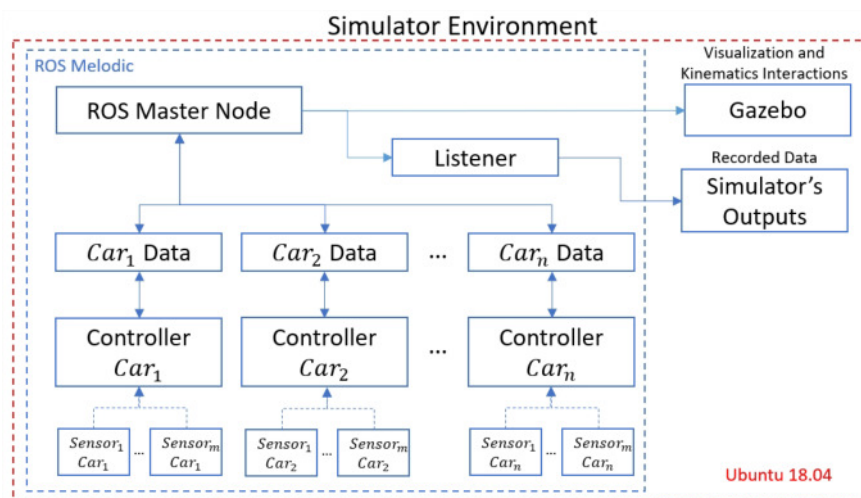 Simulator Environment
ROS Melodic
Visualization and
Kinematics Interactions
ROS Master Node
Gazebo
Listener
Recorded Data
Simulator’s
Outputs
Car₁ Data
Car₂ Data
...
Carₙ Data
Controller
Car₁
Controller
Car₂
...
Controller
Carₙ
Sensor₁
Car₁
...
Sensorₘ
Car₁
Sensor₁
Car₂
...
Sensorₘ
Car₂
Sensor₁
Carₙ
...
Sensorₘ
Carₙ
Ubuntu 18.04